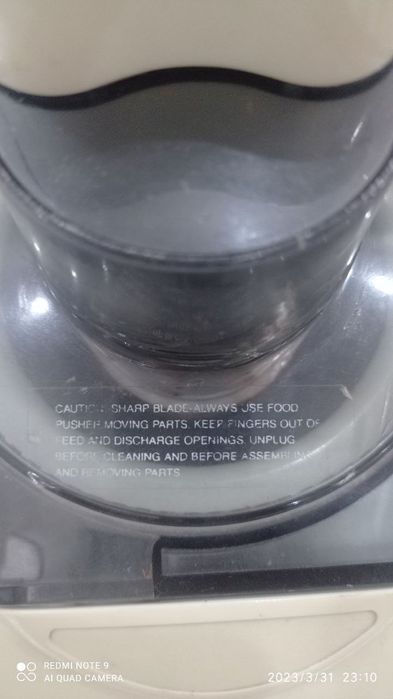 CAUTION: SHARP BLADE-ALWAYS USE FOOD
PUSHER MOVING PARTS. KEEP FINGERS OUT OF
FEED AND DISCHARGE OPENINGS. UNPLUG
BEFORE CLEANING AND BEFORE ASSEMBLING
AND REMOVING PARTS
REDMI NOTE 9
AI QUAD CAMERA
2023/3/31 23:10